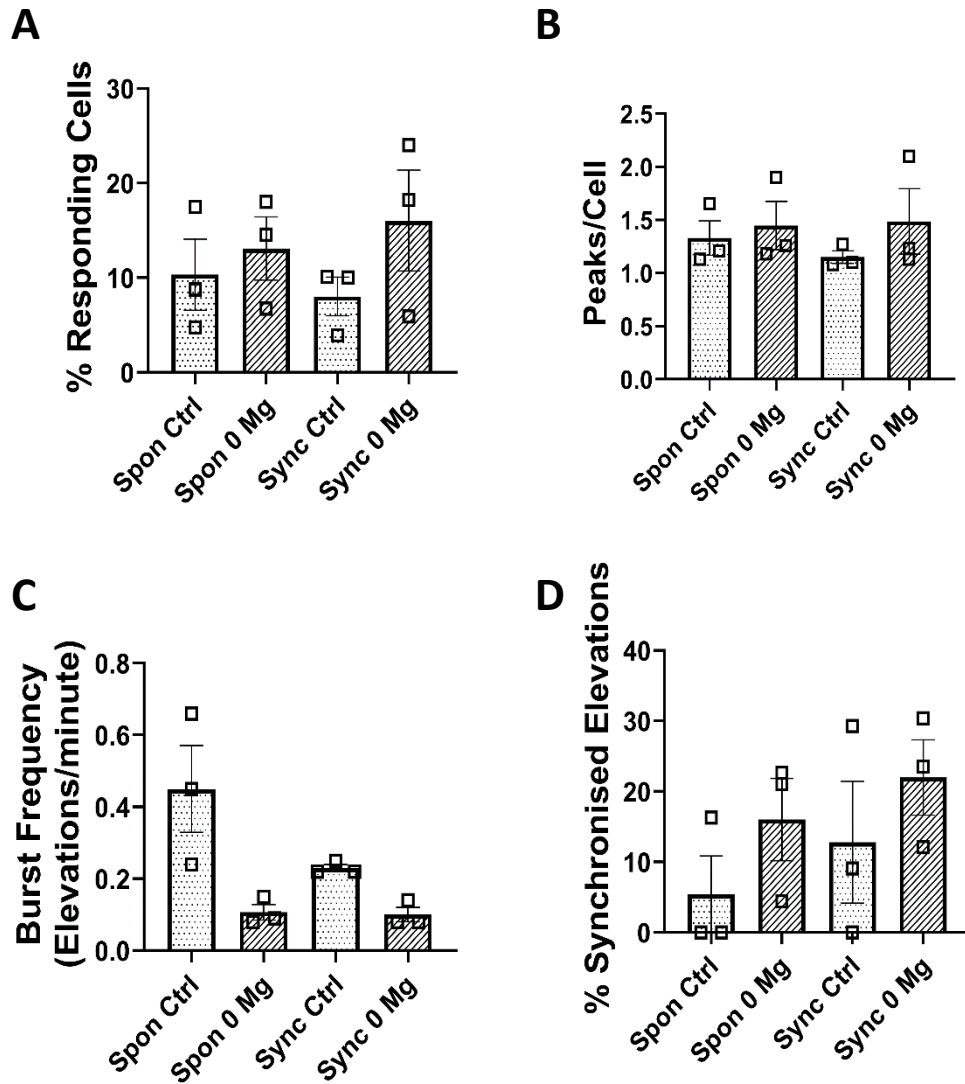 A
% Responding Cells
30
20
10
0
Spon Ctrl
Spon 0 Mg
Sync Ctrl
Sync 0 Mg
B
Peaks/Cell
2.5
2.0
1.5
1.0
0.5
0.0
Spon Ctrl
Spon 0 Mg
Sync Ctrl
Sync 0 Mg
C
Burst Frequency
(Elevations/minute)
0.8
0.6
0.4
0.2
0.0
Spon Ctrl
Spon 0 Mg
Sync Ctrl
Sync 0 Mg
D
% Synchronised Elevations
40
30
20
10
0
Spon Ctrl
Spon 0 Mg
Sync Ctrl
Sync 0 Mg